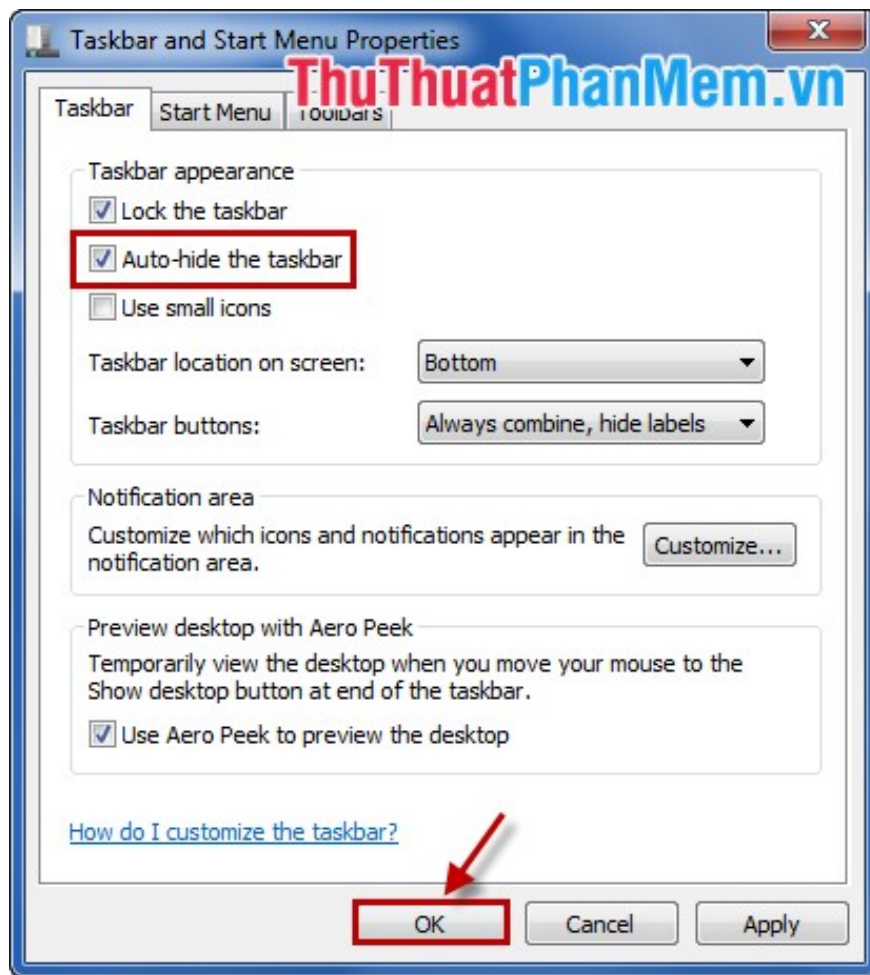 Taskbar and Start Menu Properties
x
ThuThuatPhanMem.vn
Taskbar Start Menu Toolbars
Taskbar appearance
Lock the taskbar
Auto-hide the taskbar
Use small icons
Taskbar location on screen: Bottom
Taskbar buttons: Always combine, hide labels
Notification area
Customize which icons and notifications appear in the
notification area.
Customize...
Preview desktop with Aero Peek
Temporarily view the desktop when you move your mouse to the
Show desktop button at end of the taskbar.
Use Aero Peek to preview the desktop
How do I customize the taskbar?
OK Cancel Apply